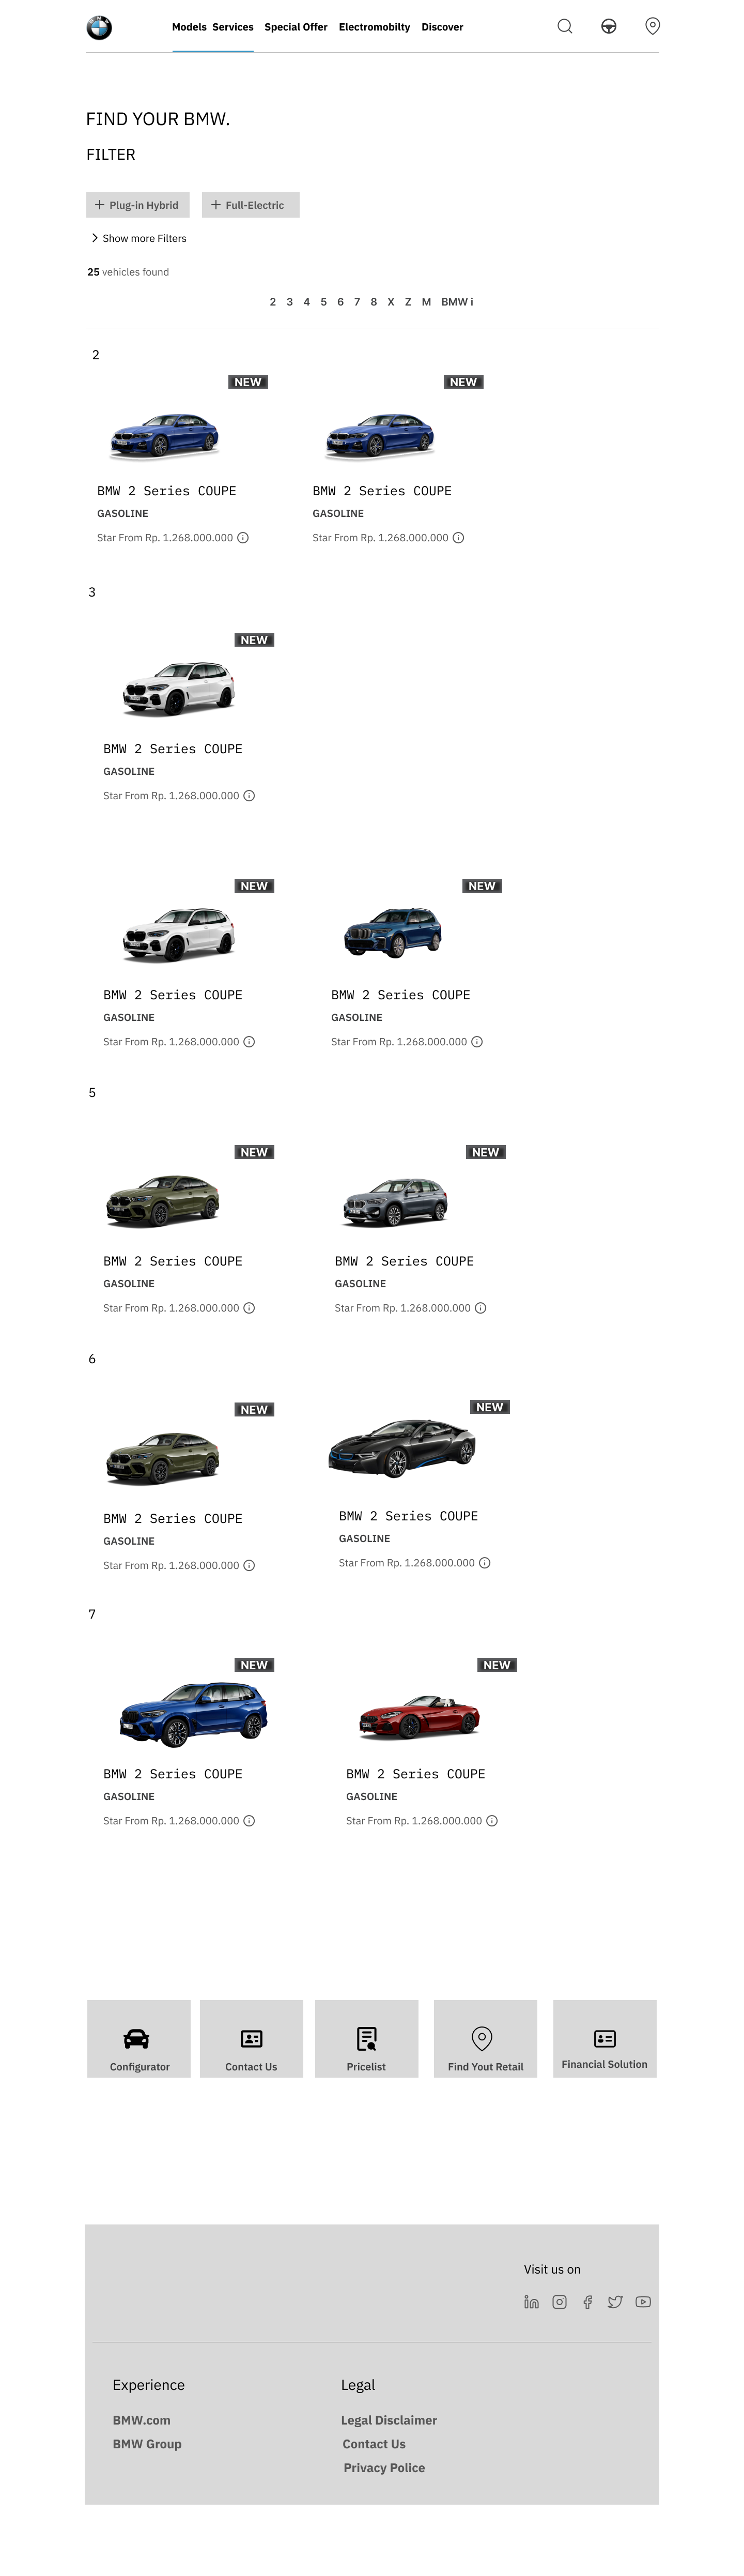 Models Services Special Offer Electromobilty Discover
FIND YOUR BMW.
FILTER
Plug-in Hybrid Full-Electric
Show more Filters
25 vehicles found
2 3 4 5 6 7 8 X Z M BMW i
2
NEW NEW
BMW 2 Series COUPE BMW 2 Series COUPE
GASOLINE GASOLINE
Star From Rp. 1.268.000.000 Star From Rp. 1.268.000.000
3
NEW
BMW 2 Series COUPE
GASOLINE
Star From Rp. 1.268.000.000
NEW NEW
BMW 2 Series COUPE BMW 2 Series COUPE
GASOLINE GASOLINE
Star From Rp. 1.268.000.000 Star From Rp. 1.268.000.000
5
NEW NEW
BMW 2 Series COUPE BMW 2 Series COUPE
GASOLINE GASOLINE
Star From Rp. 1.268.000.000 Star From Rp. 1.268.000.000
6
NEW NEW
BMW 2 Series COUPE BMW 2 Series COUPE
GASOLINE GASOLINE
Star From Rp. 1.268.000.000 Star From Rp. 1.268.000.000
7
NEW NEW
BMW 2 Series COUPE BMW 2 Series COUPE
GASOLINE GASOLINE
Star From Rp. 1.268.000.000 Star From Rp. 1.268.000.000
Configurator Contact Us Pricelist Find Yout Retail Financial Solution
Visit us on
Experience Legal
BMW.com Legal Disclaimer
BMW Group Contact Us
Privacy Police